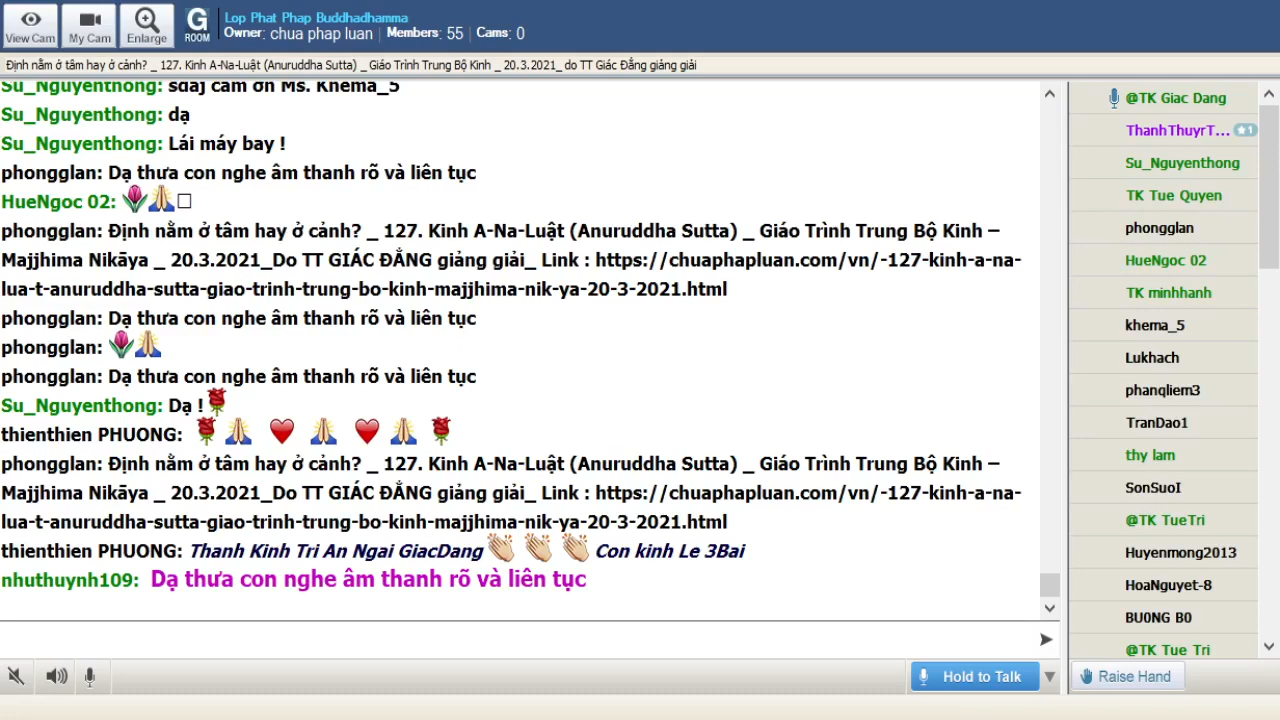 View Cam
My Cam
Enlarge
G
ROOM
Lop Phat Phap Buddhadhamma
Owner: chua phap luan | Members: 55 | Cams: 0
Định nằm ở tâm hay ở cảnh? _ 127. Kinh A-Na-Luật (Anuruddha Sutta) _ Giáo Trình Trung Bộ Kinh _ 20.3.2021_ do TT Giác Đẳng giảng giải
Su_Nguyenthong: sdaj cám ơn Ms. Khema_5
Su_Nguyenthong: dạ
Su_Nguyenthong: Lái máy bay !
phongglan: Dạ thưa con nghe âm thanh rõ và liên tục
HueNgoc 02:
phongglan: Định nằm ở tâm hay ở cảnh? _ 127. Kinh A-Na-Luật (Anuruddha Sutta) _ Giáo Trình Trung Bộ Kinh –
Majjhima Nikāya _ 20.3.2021_Do TT GIÁC ĐẲNG giảng giải_ Link : https://chuaphapluan.com/vn/-127-kinh-a-na-
lua-t-anuruddha-sutta-giao-trinh-trung-bo-kinh-majjhima-nik-ya-20-3-2021.html
phongglan: Dạ thưa con nghe âm thanh rõ và liên tục
phongglan:
phongglan: Dạ thưa con nghe âm thanh rõ và liên tục
Su_Nguyenthong: Dạ !
thienthien PHUONG:
phongglan: Định nằm ở tâm hay ở cảnh? _ 127. Kinh A-Na-Luật (Anuruddha Sutta) _ Giáo Trình Trung Bộ Kinh –
Majjhima Nikāya _ 20.3.2021_Do TT GIÁC ĐẲNG giảng giải_ Link : https://chuaphapluan.com/vn/-127-kinh-a-na-
lua-t-anuruddha-sutta-giao-trinh-trung-bo-kinh-majjhima-nik-ya-20-3-2021.html
thienthien PHUONG: Thanh Kinh Tri An Ngai GiacDang Con kinh Le 3Bai
nhuthuynh109: Dạ thưa con nghe âm thanh rõ và liên tục
@TK Giac Dang
ThanhThuyrT... 1
Su_Nguyenthong
TK Tue Quyen
phongglan
HueNgoc 02
TK minhhanh
khema_5
Lukhach
phanqliem3
TranDao1
thy lam
SonSuoI
@TK TueTri
Huyenmong2013
HoaNguyet-8
BU0NG B0
@TK Tue Tri
Hold to Talk
Raise Hand